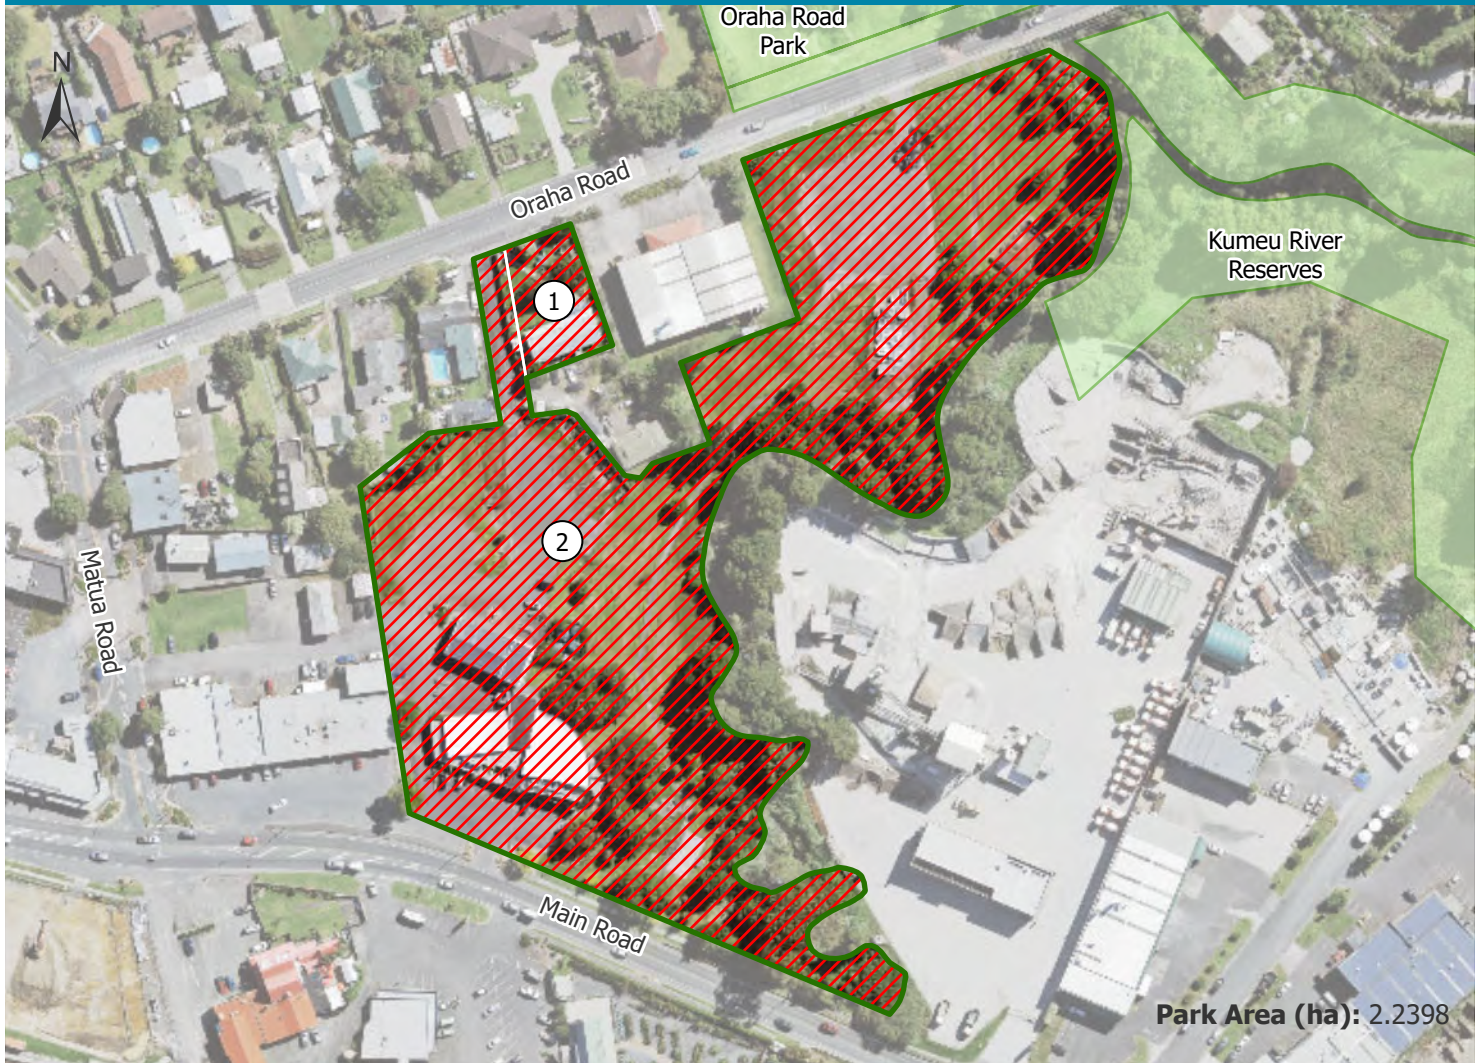 Oraha Road
Park
N
Oraha Road
Kumeu River
Reserves
1
2
Matua Road
Main Road
Park Area (ha): 2.2398